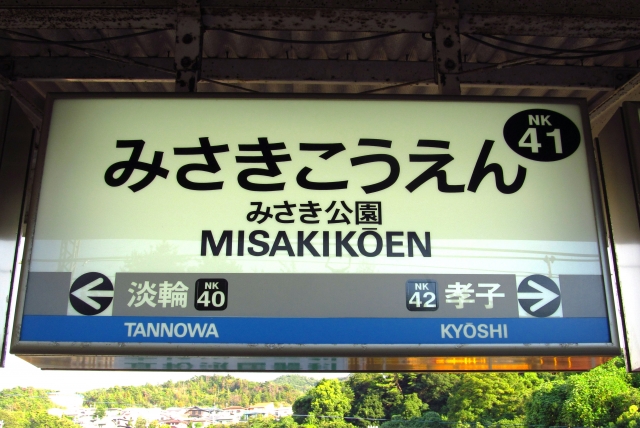 NK
41
みさきこうえん
みさき公園
MISAKIKŌEN
淡輪 NK 40 NK 42 孝子
TANNOWA KYŌSHI